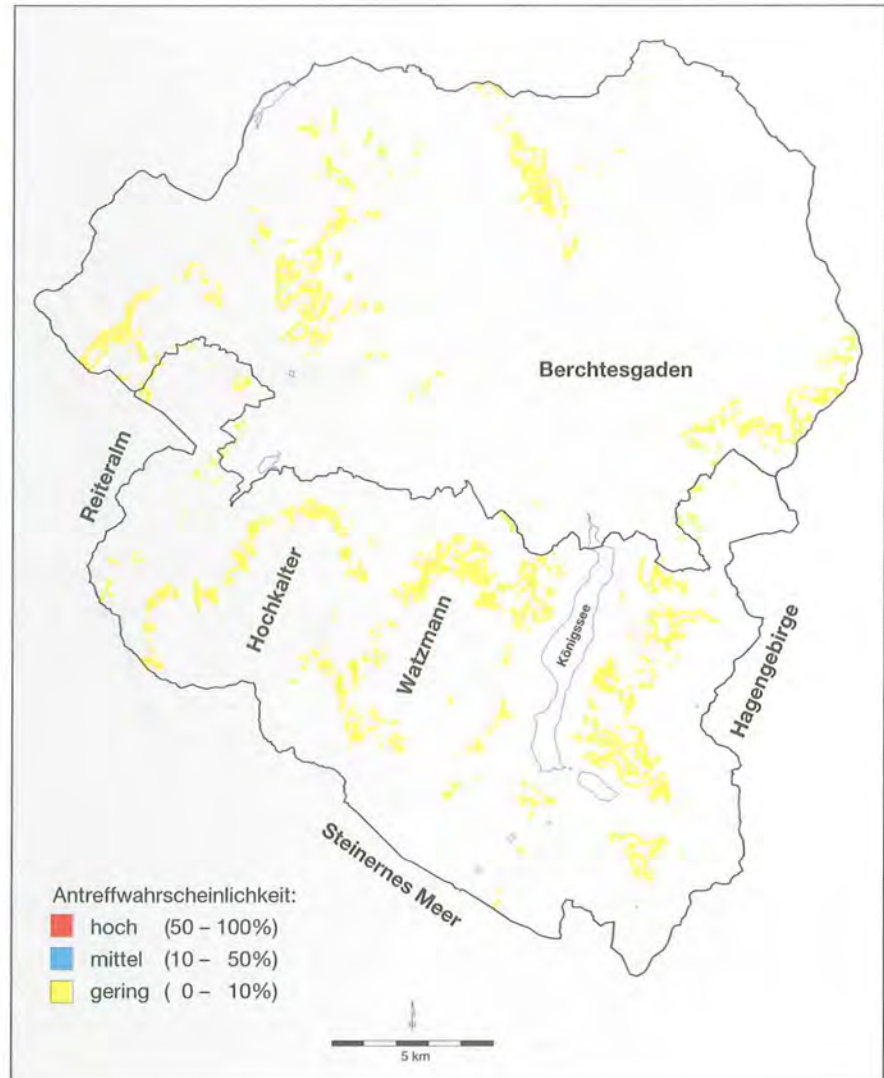 Berchtesgaden
Reiteralm
Hochkalter
Watzmann
Königssee
Hagengebirge
Steinernes Meer
Antreffwahrscheinlichkeit:
hoch (50 – 100%)
mittel (10 – 50%)
gering ( 0 – 10%)
5 km